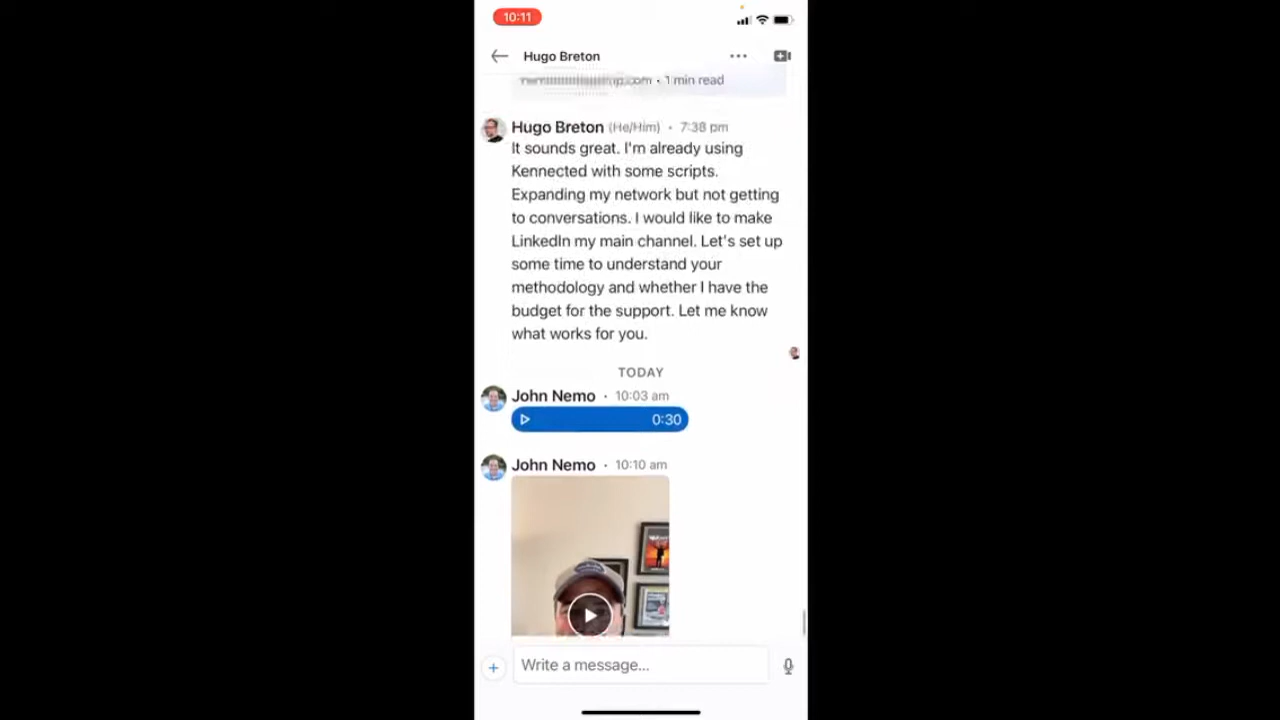 10:11
Hugo Breton
1 min read
Hugo Breton (He/Him) • 7:38 pm
It sounds great. I'm already using
Kennected with some scripts.
Expanding my network but not getting
to conversations. I would like to make
LinkedIn my main channel. Let's set up
some time to understand your
methodology and whether I have the
budget for the support. Let me know
what works for you.
TODAY
John Nemo • 10:03 am
0:30
John Nemo • 10:10 am
Write a message...